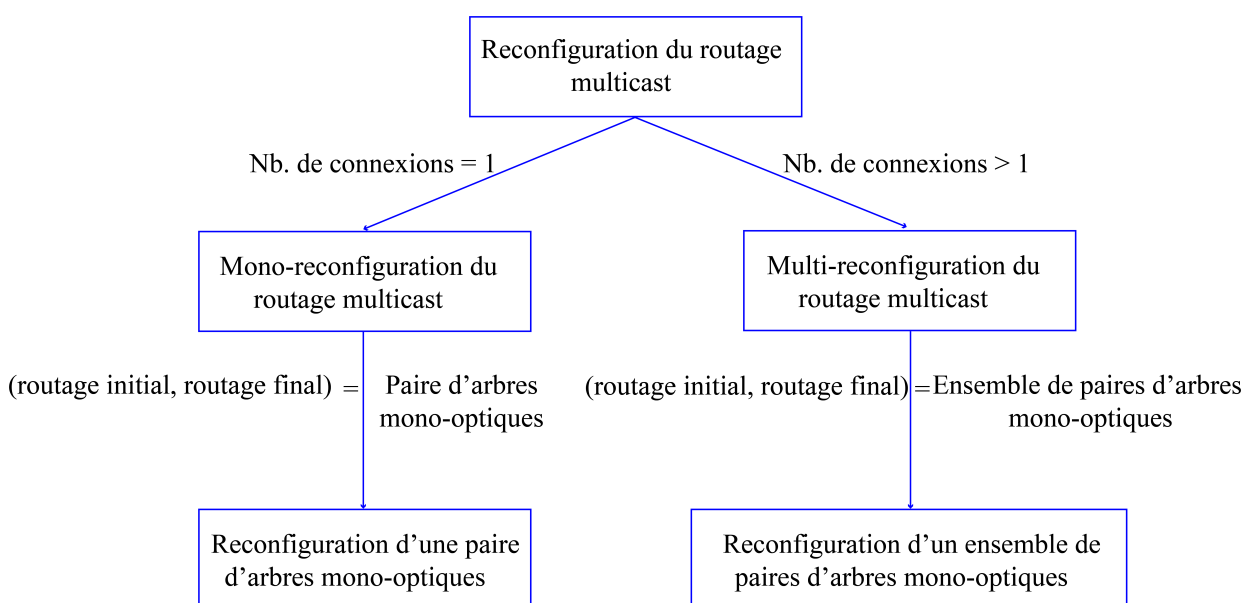 Reconfiguration du routage
multicast
Nb. de connexions = 1
Nb. de connexions > 1
Mono-reconfiguration du
routage multicast
Multi-reconfiguration du
routage multicast
(routage initial, routage final) = Paire d’arbres
mono-optiques
(routage initial, routage final) = Ensemble de paires d’arbres
mono-optiques
Reconfiguration d’une paire
d’arbres mono-optiques
Reconfiguration d’un ensemble de
paires d’arbres mono-optiques